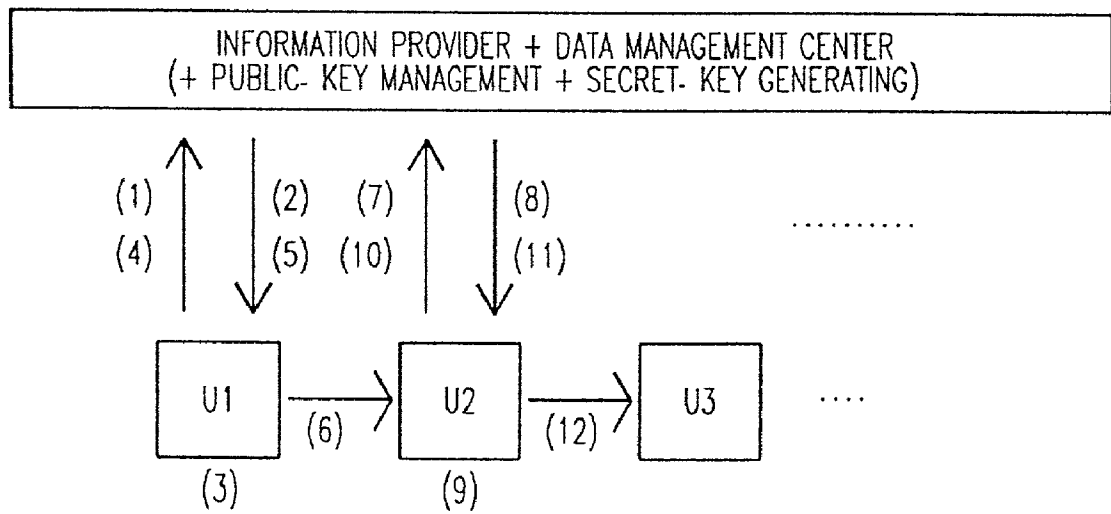 INFORMATION PROVIDER + DATA MANAGEMENT CENTER
(+ PUBLIC- KEY MANAGEMENT + SECRET- KEY GENERATING)
(1) (2) (7) (8)
(4) (5) (10) (11)
..........
U1 U2 U3 ....
(6) (12)
(3) (9)